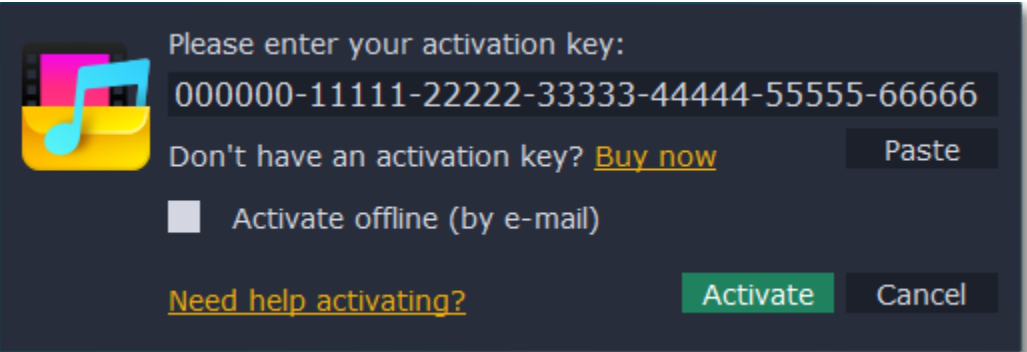 Please enter your activation key:
000000-11111-22222-33333-44444-55555-66666
Don't have an activation key? Buy now
Paste
Activate offline (by e-mail)
Need help activating?
Activate
Cancel